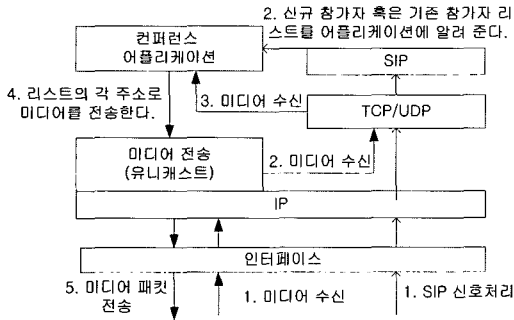 2. 신규 참가자 혹은 기존 참가자 리
스트를 어플리케이션에 알려 준다.
컨퍼런스
어플리케이션
SIP
4. 리스트의 각 주소로
미디어를 전송한다.
3. 미디어 수신
TCP/UDP
미디어 전송
(유니캐스트)
2. 미디어 수신
IP
인터페이스
5. 미디어 패킷
전송
1. 미디어 수신
1. SIP 신호처리